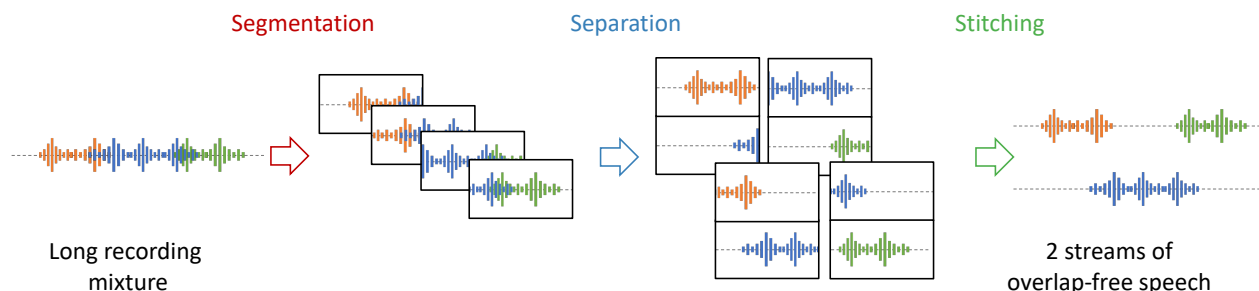 Segmentation
Separation
Stitching
Long recording
mixture
2 streams of
overlap-free speech